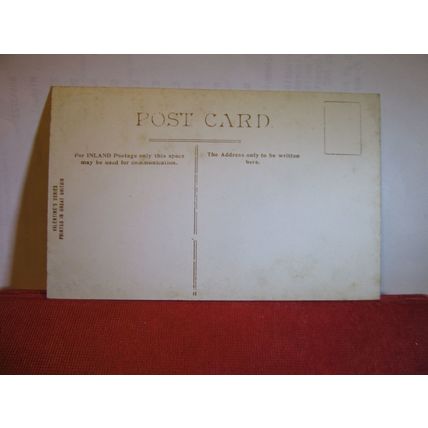 POST CARD.
For INLAND Postage only this space
may be used for communication.
The Address only to be written
here.
VALENTINE'S SERIES
PRINTED IN GREAT BRITAIN